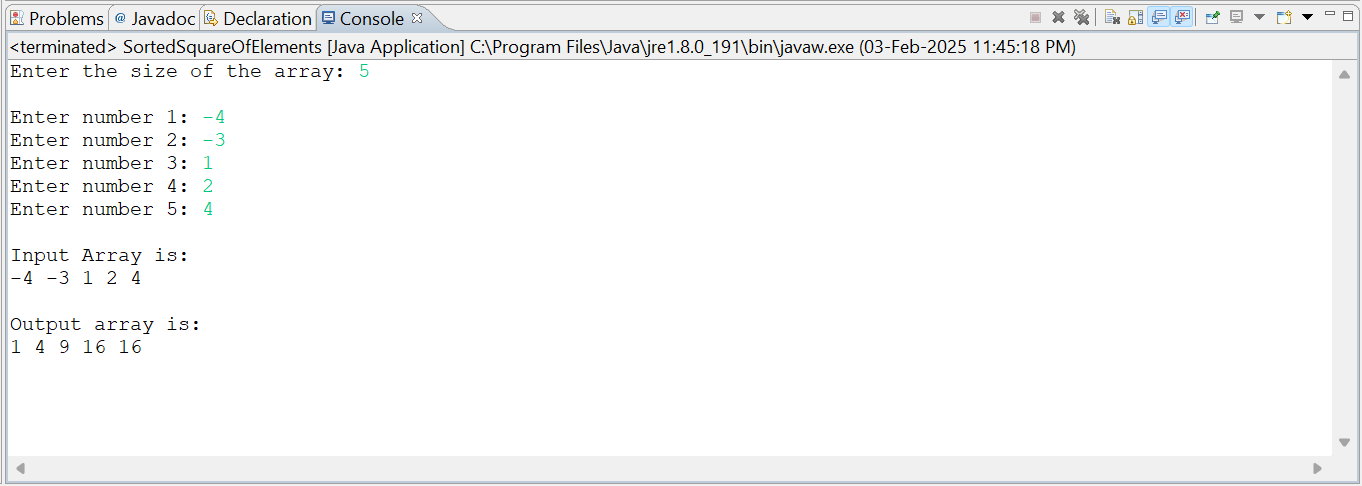 Problems @ Javadoc Declaration Console
<terminated> SortedSquareOfElements [Java Application] C:\Program Files\Java\jre1.8.0_191\bin\javaw.exe (03-Feb-2025 11:45:18 PM)
Enter the size of the array: 5
Enter number 1: -4
Enter number 2: -3
Enter number 3: 1
Enter number 4: 2
Enter number 5: 4
Input Array is:
-4 -3 1 2 4
Output array is:
1 4 9 16 16